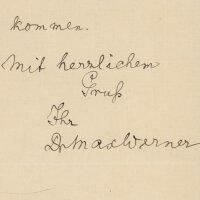 kommen.
Mit herzlichem
Gruß
Ihr
Dr Max Werner